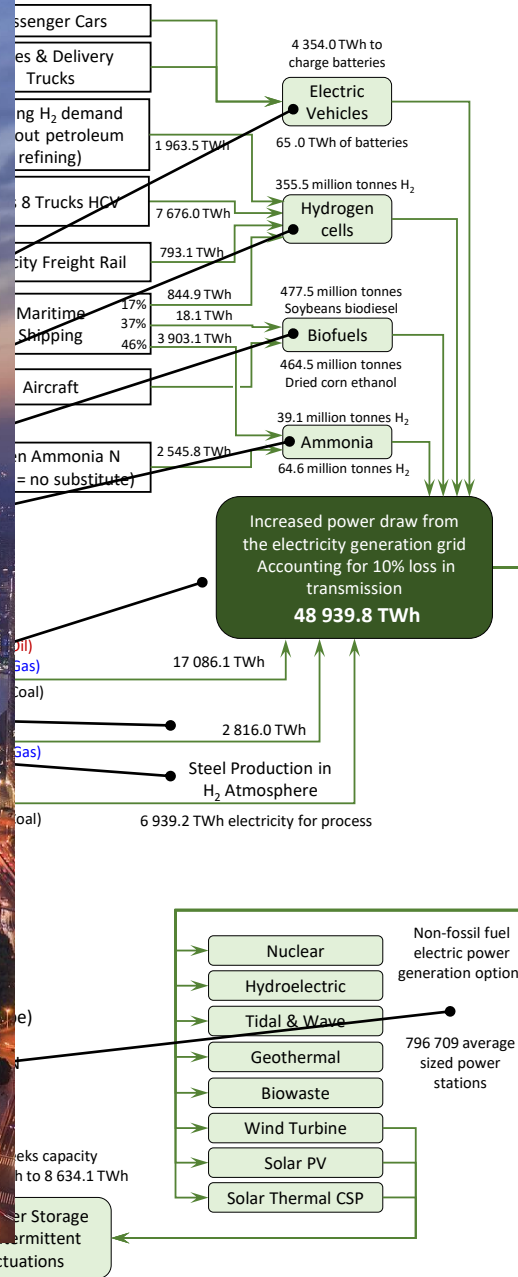 ssenger Cars
es & Delivery
Trucks
4 354.0 TWh to
charge batteries
Electric
Vehicles
65 .0 TWh of batteries
ng H₂ demand
out petroleum
refining)
1 963.5 TWh
355.5 million tonnes H₂
8 Trucks HCV
7 676.0 TWh
Hydrogen
cells
city Freight Rail
793.1 TWh
Maritime
Shipping
17%
37%
46%
844.9 TWh
18.1 TWh
3 903.1 TWh
477.5 million tonnes
Soybeans biodiesel
Biofuels
464.5 million tonnes
Dried corn ethanol
Aircraft
39.1 million tonnes H₂
Ammonia
64.6 million tonnes H₂
en Ammonia N
= no substitute)
2 545.8 TWh
Increased power draw from
the electricity generation grid
Accounting for 10% loss in
transmission
48 939.8 TWh
Oil)
Gas)
Coal)
17 086.1 TWh
2 816.0 TWh
Gas)
Steel Production in
H₂ Atmosphere
Coal)
6 939.2 TWh electricity for process
Nuclear
Hydroelectric
Tidal & Wave
Geothermal
Biowaste
Wind Turbine
Solar PV
Solar Thermal CSP
Non-fossil fuel
electric power
generation option
796 709 average
sized power
stations
pe)
eeks capacity
h to 8 634.1 TWh
er Storage
termittent
ctuations